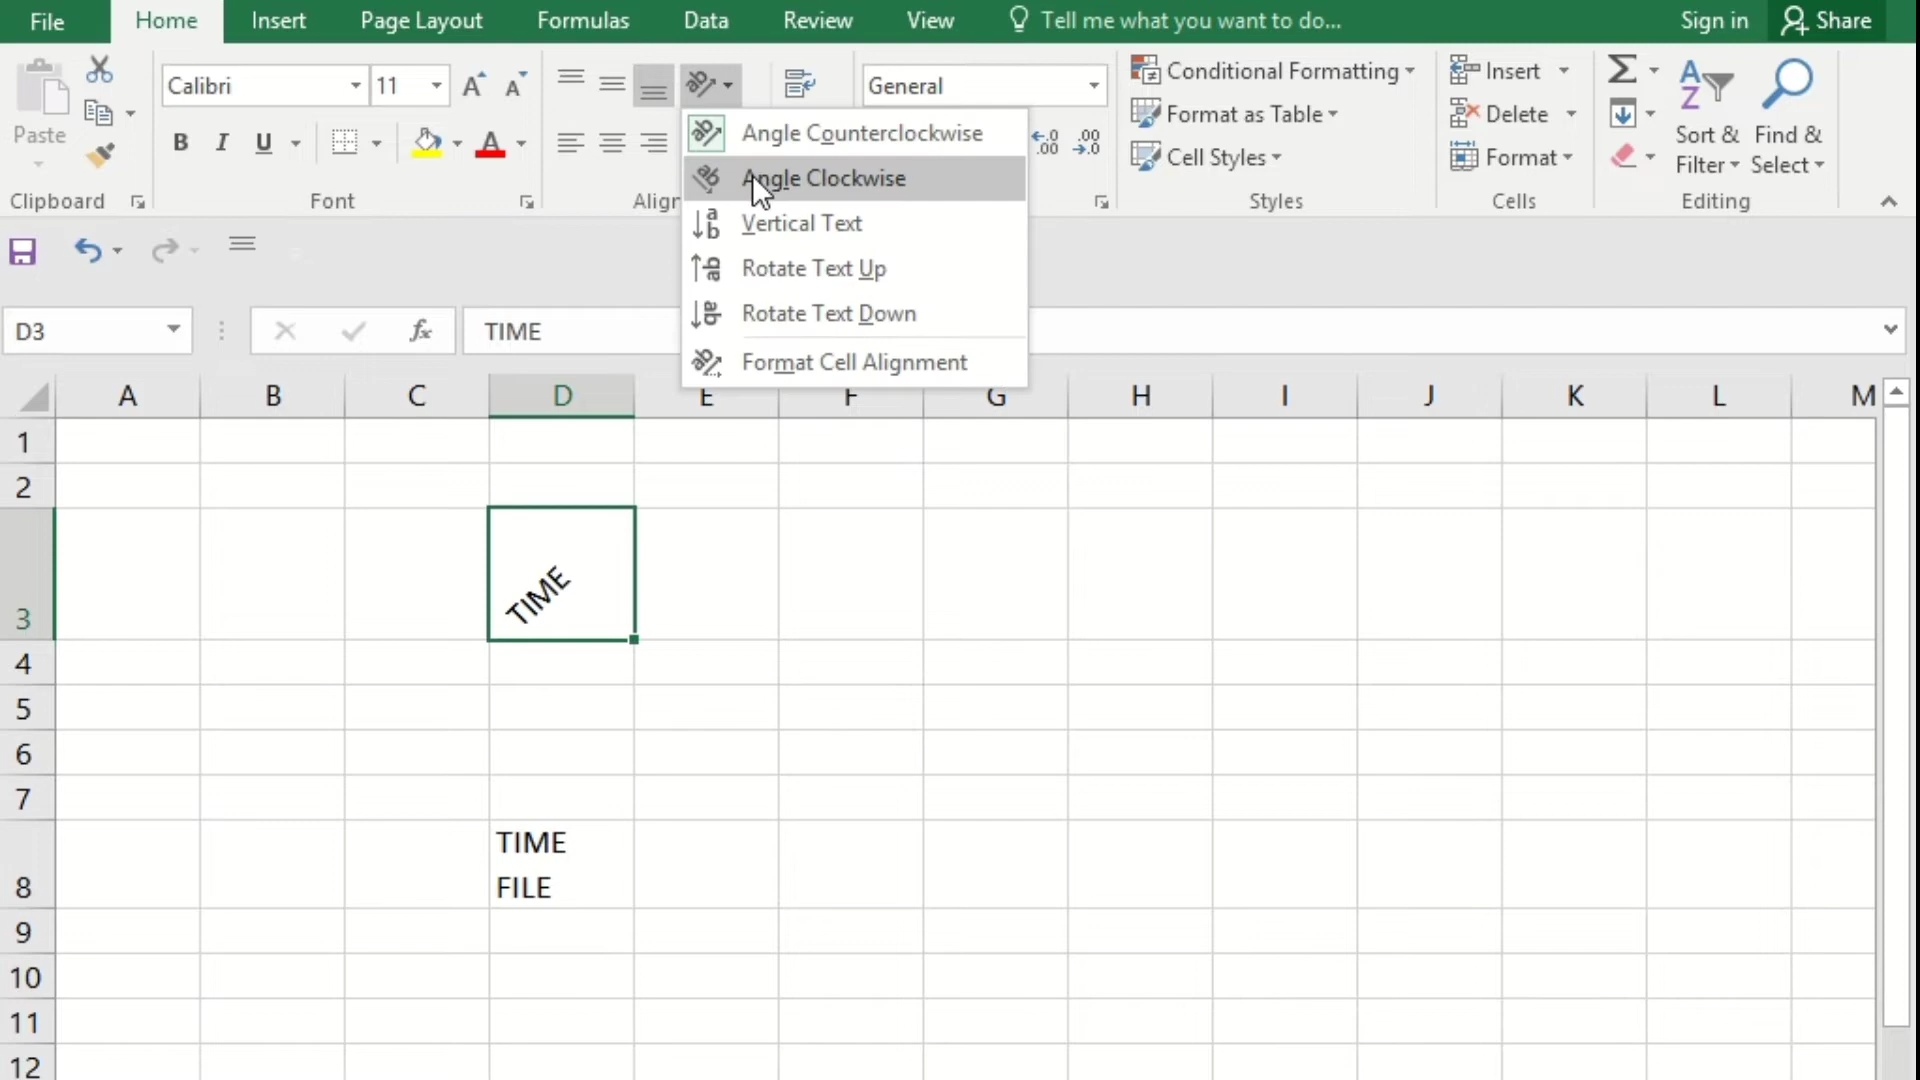 File Home Insert Page Layout Formulas Data Review View Tell me what you want to do... Sign in Share
Calibri 11 General Conditional Formatting Insert
Paste B I U A Format as Table Delete Sort & Find &
Cell Styles Format Filter Select
Clipboard Font Styles Cells Editing
Angle Counterclockwise
Angle Clockwise
Vertical Text
Rotate Text Up
Rotate Text Down
Format Cell Alignment
D3 fx TIME
A B C D E F G H I J K L M
1
2
3 TIME
4
5
6
7
8 TIME
FILE
9
10
11
12